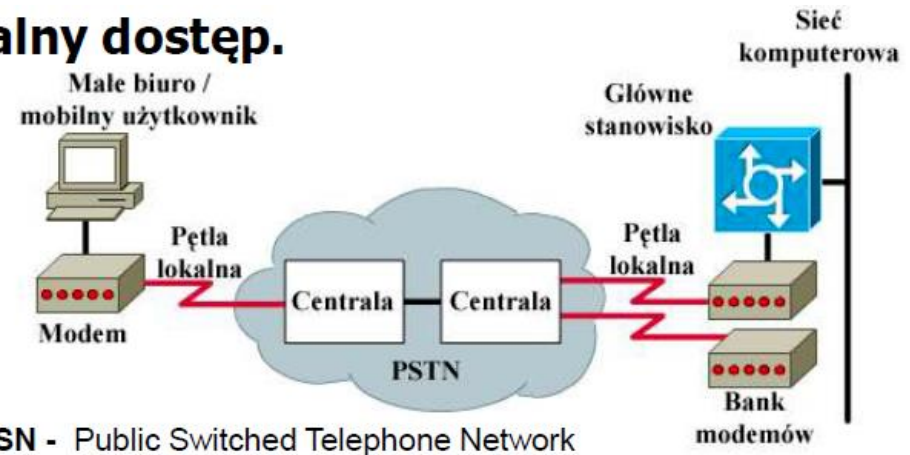 alny dostęp.
Małe biuro /
mobilny użytkownik
Pętla
lokalna
Modem
Centrala
Centrala
PSTN
Pętla
lokalna
Główne
stanowisko
Sieć
komputerowa
Bank
modemów
SN - Public Switched Telephone Network